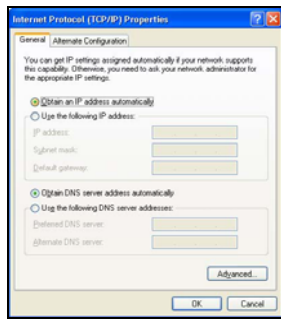 Internet Protocol (TCP/IP) Properties
General
Alternate Configuration
You can get IP settings assigned automatically if your network supports
this capability. Otherwise, you need to ask your network administrator for
the appropriate IP settings.
Obtain an IP address automatically
Use the following IP address:
IP address:
Subnet mask:
Default gateway:
Obtain DNS server address automatically
Use the following DNS server addresses:
Preferred DNS server:
Alternate DNS server:
Advanced...
OK
Cancel